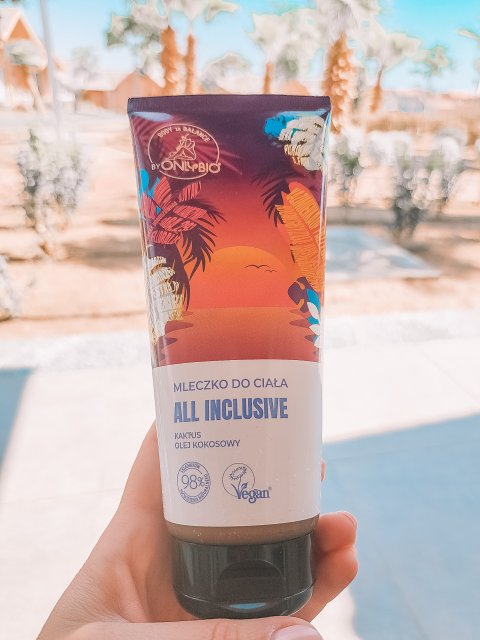 BODY IN BALANCE
BY ONLYBIO
MLECZKO DO CIAŁA
ALL INCLUSIVE
KAKTUS
OLEJ KOKOSOWY
98%
Vegan